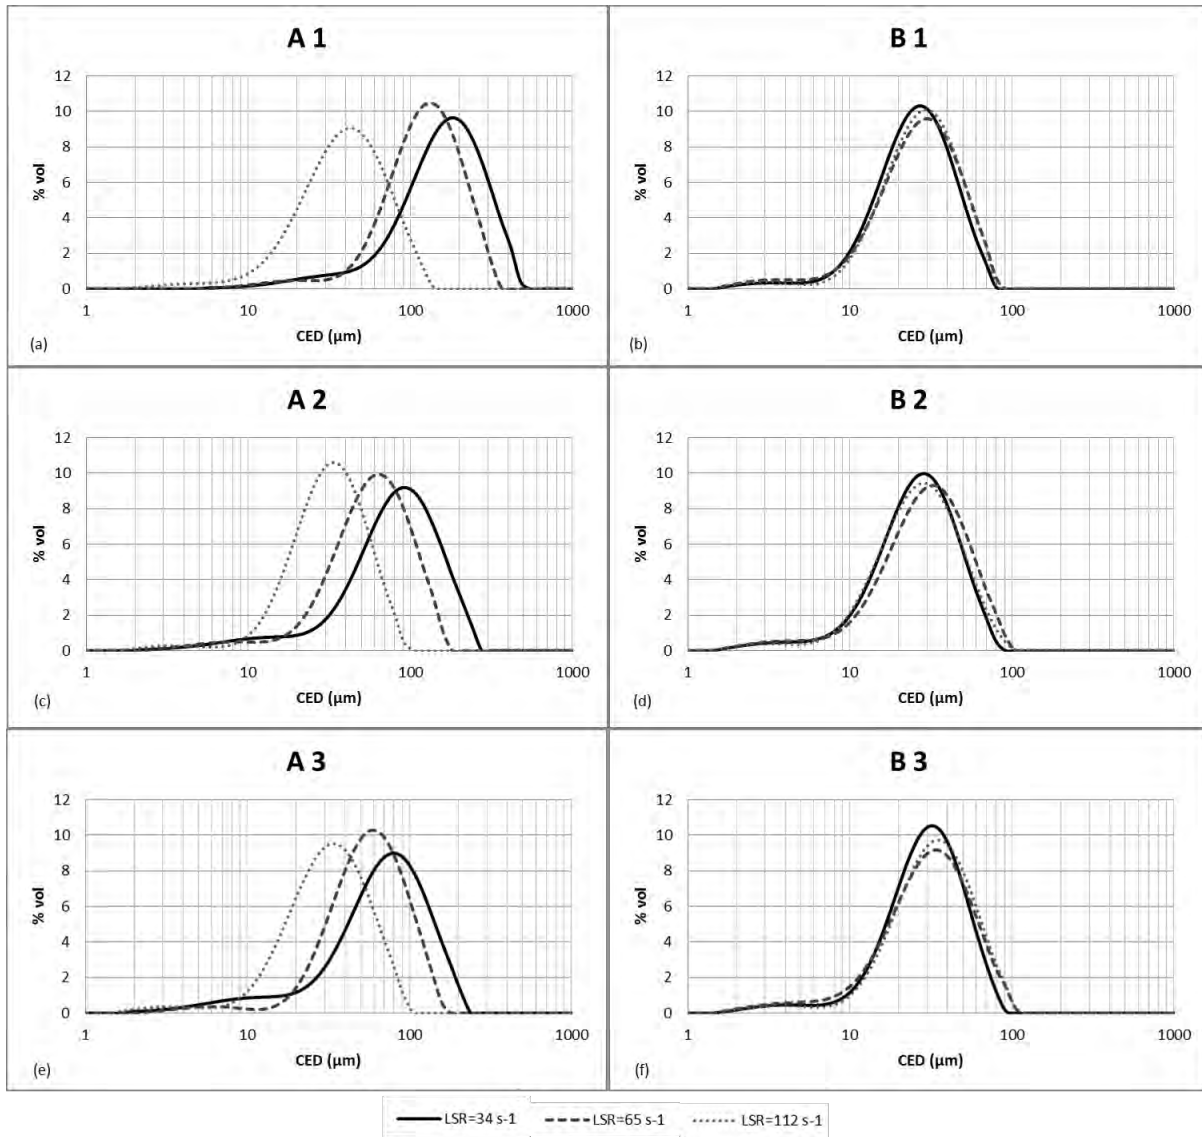 A 1
12
10
8
6
4
2
0
% vol
1 10 100 1000
CED (µm)
(a)
B 1
12
10
8
6
4
2
0
% vol
1 10 100 1000
CED (µm)
(b)
A 2
12
10
8
6
4
2
0
% vol
1 10 100 1000
CED (µm)
(c)
B 2
12
10
8
6
4
2
0
% vol
1 10 100 1000
CED (µm)
(d)
A 3
12
10
8
6
4
2
0
% vol
1 10 100 1000
CED (µm)
(e)
B 3
12
10
8
6
4
2
0
% vol
1 10 100 1000
CED (µm)
(f)
LSR=34 s-1 LSR=65 s-1 LSR=112 s-1